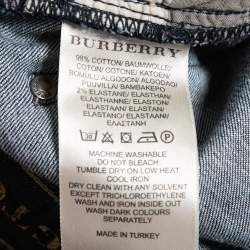 BURBERRY
98% COTTON/ BAUMWOLLE/
COTON/ COTONE/ KATOEN/
BOMULL/ ALGODON/ ALGODAO/
PUUVILLA/ BAMBAKEPO
2% ELASTANE/ ELASTHAN/
ELASTHANNE/ ELASTAN/
ELASTAN/ ELASTANO/
ELASTANO/ ELASTAANI/
ΕΛΑΣΤΑΝΗ
MACHINE WASHABLE
DO NOT BLEACH
TUMBLE DRY ON LOW HEAT
COOL IRON
DRY CLEAN WITH ANY SOLVENT
EXCEPT TRICHLOROETHYLENE
WASH AND IRON INSIDE OUT
WASH DARK COLOURS
SEPARATELY
MADE IN TURKEY